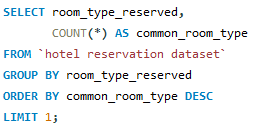 SELECT room_type_reserved,
COUNT(*) AS common_room_type
FROM `hotel reservation dataset`
GROUP BY room_type_reserved
ORDER BY common_room_type DESC
LIMIT 1;